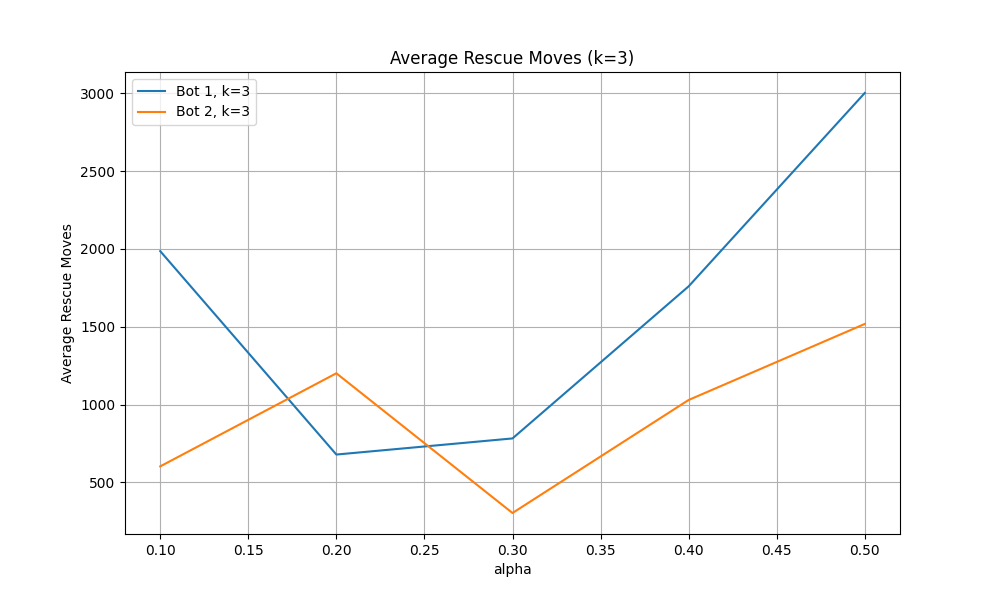 Average Rescue Moves (k=3)
Bot 1, k=3
Bot 2, k=3
Average Rescue Moves
3000
2500
2000
1500
1000
500
0.10 0.15 0.20 0.25 0.30 0.35 0.40 0.45 0.50
alpha